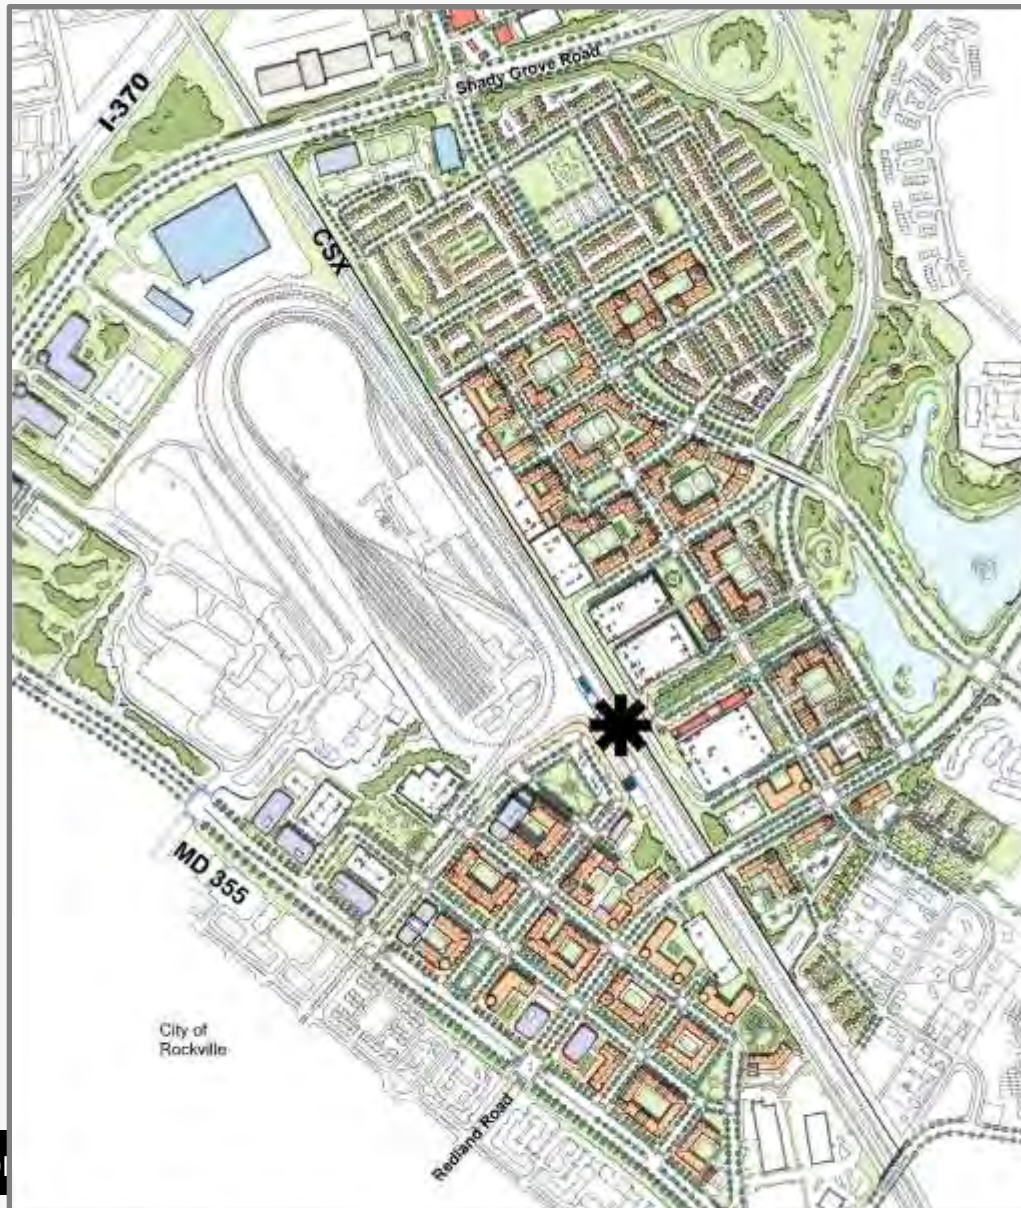 Shady Grove Road
I-370
CSX
MD 355
City of
Rockville
Redland Road